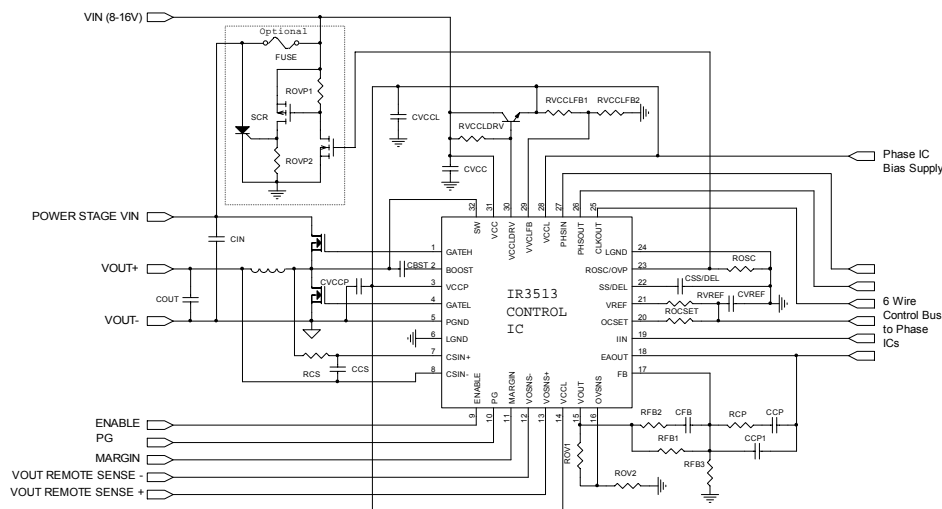 VIN (8-16V)
Optional
FUSE
ROVP1
SCR
ROVP2
CVCCL
RVCCLFB1
RVCCLFB2
RVCCLDRV
CVCC
Phase IC
Bias Supply
POWER STAGE VIN
CIN
VOUT+
CVCCP
CBST
COUT
VOUT-
RCS
CCS
32
31
30
29
28
27
26
25
SW
VCC
VCCLDRV
VVCLFB
VCCL
PHSIN
PHSOUT
CLKOUT
1
GATEH
2
BOOST
3
VCCP
4
GATEL
5
PGND
6
LGND
7
CSIN+
8
CSIN-
IR3513
CONTROL
IC
LGND
24
ROSC/OVP
23
SS/DEL
22
VREF
21
OCSET
20
IIN
19
EAOUT
18
FB
17
ENABLE
PG
MARGIN
VOSNS-
VOSNS+
VCCL
VOUT
OVSNS
9
10
11
12
13
14
15
16
ROSC
CSS/DEL
RVREF
CVREF
ROCSET
6 Wire
Control Bus
to Phase
ICs
RFB2
CFB
RCP
CCP
RFB1
CCP1
ROV1
ROV2
RFB3
ENABLE
PG
MARGIN
VOUT REMOTE SENSE -
VOUT REMOTE SENSE +